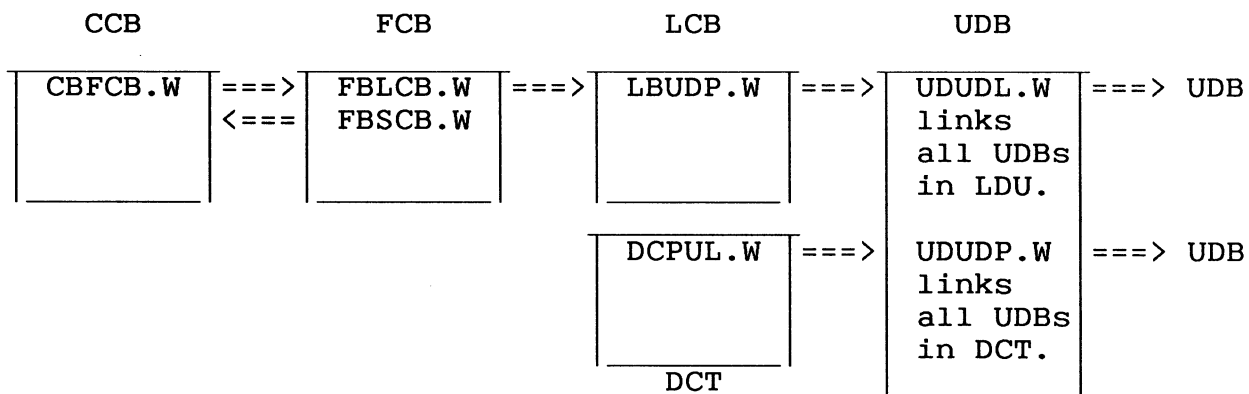 CCB FCB LCB UDB
CBFCB.W ===> FBLCB.W ===> LBUDP.W ===> UDUDL.W ===> UDB
<=== FBSCB.W links
all UDBs
in LDU.
DCPUL.W ===> UDUDP.W ===> UDB
links
all UDBs
in DCT.
DCT